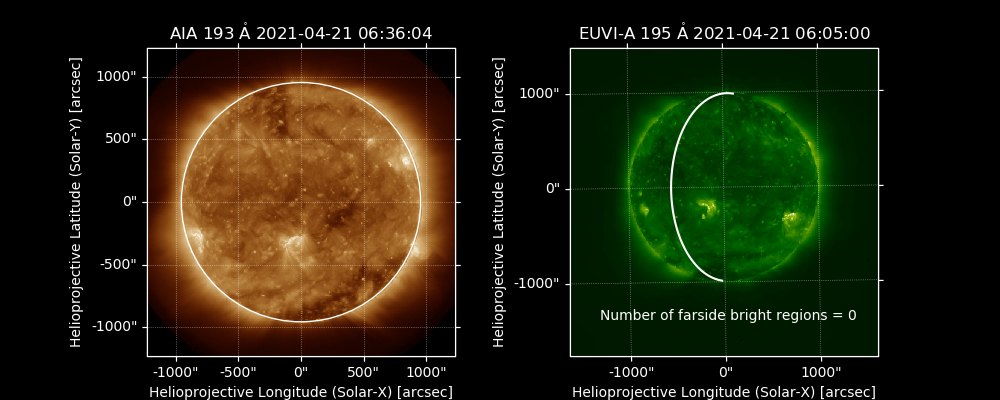 AIA 193 Å 2021-04-21 06:36:04
Helioprojective Latitude (Solar-Y) [arcsec]
1000"
500"
0"
-500"
-1000"
-1000"   -500"   0"   500"   1000"
Helioprojective Longitude (Solar-X) [arcsec]
EUVI-A 195 Å 2021-04-21 06:05:00
Helioprojective Latitude (Solar-Y) [arcsec]
1000"
0"
-1000"
Number of farside bright regions = 0
-1000"   0"   1000"
Helioprojective Longitude (Solar-X) [arcsec]